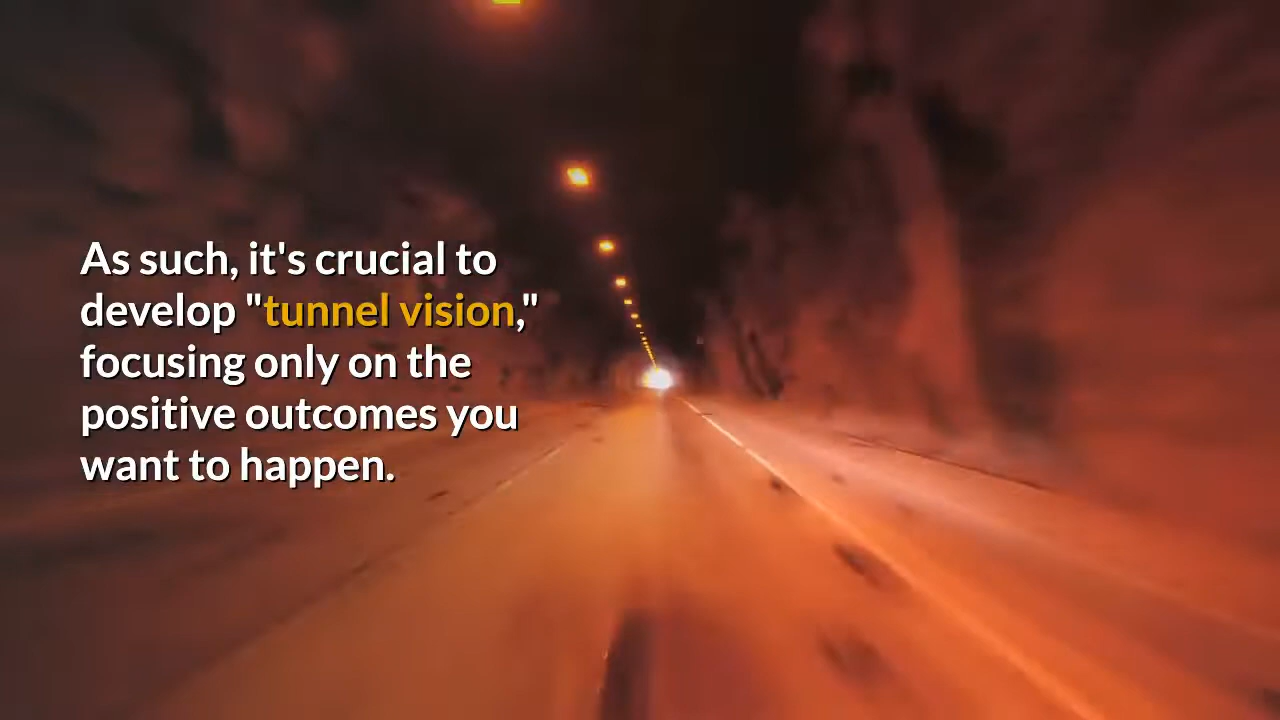 As such, it's crucial to
develop "tunnel vision,"
focusing only on the
positive outcomes you
want to happen.